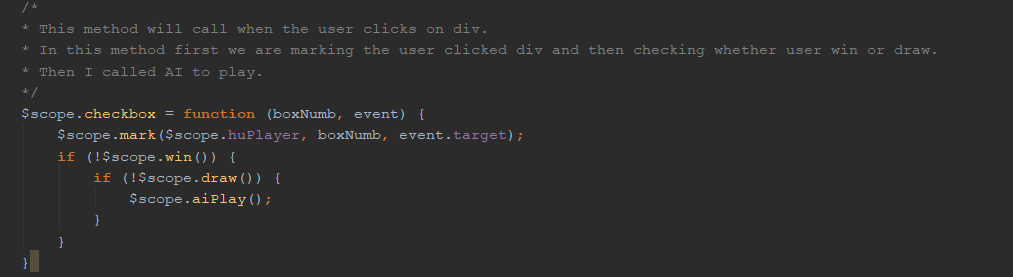 /*
* This method will call when the user clicks on div.
* In this method first we are marking the user clicked div and then checking whether user win or draw.
* Then I called AI to play.
*/
$scope.checkbox = function (boxNumb, event) {
    $scope.mark($scope.huPlayer, boxNumb, event.target);
    if (!$scope.win()) {
        if (!$scope.draw()) {
            $scope.aiPlay();
        }
    }
}